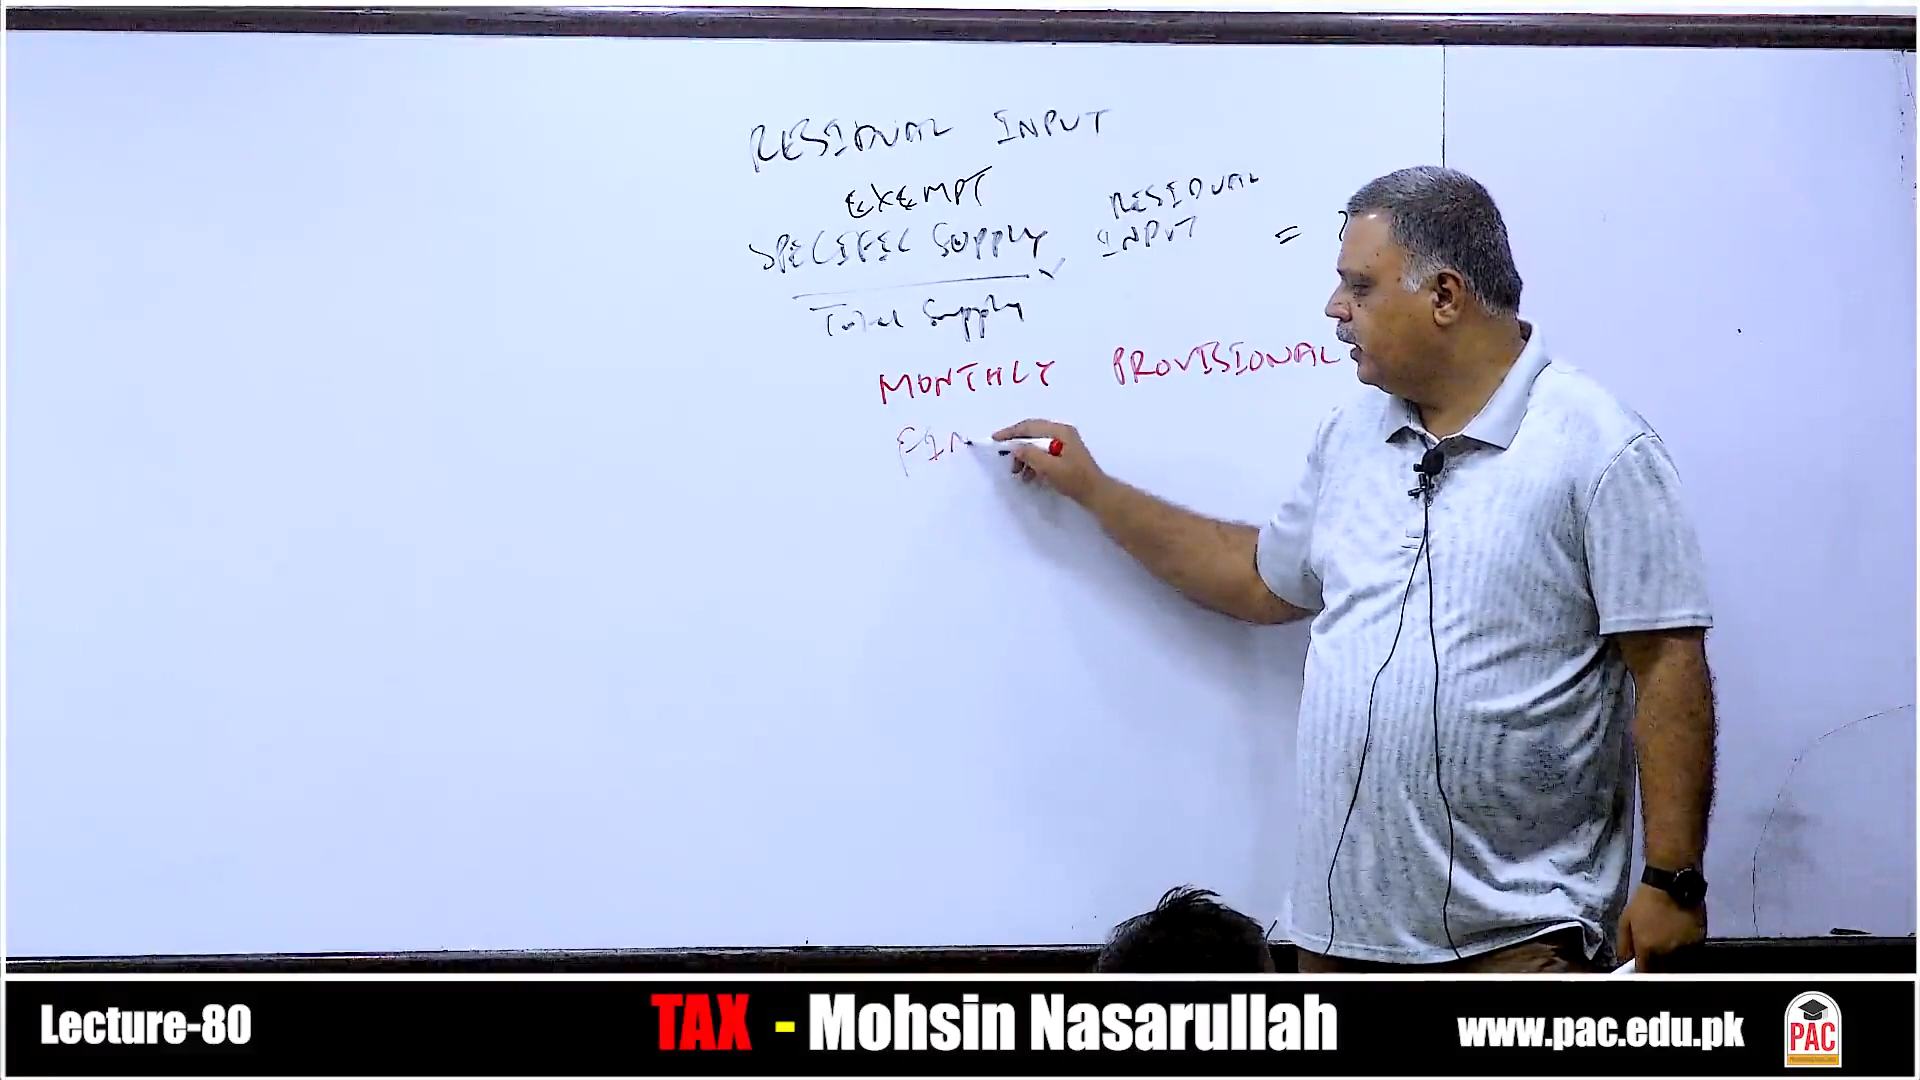 RESIDUAL INPUT
EXEMPT
SPECIFIC SUPPLY RESIDUAL INPUT =
Total Supply
MONTHLY PROVISIONAL
FIN
Lecture-80 TAX - Mohsin Nasarullah www.pac.edu.pk
PAC